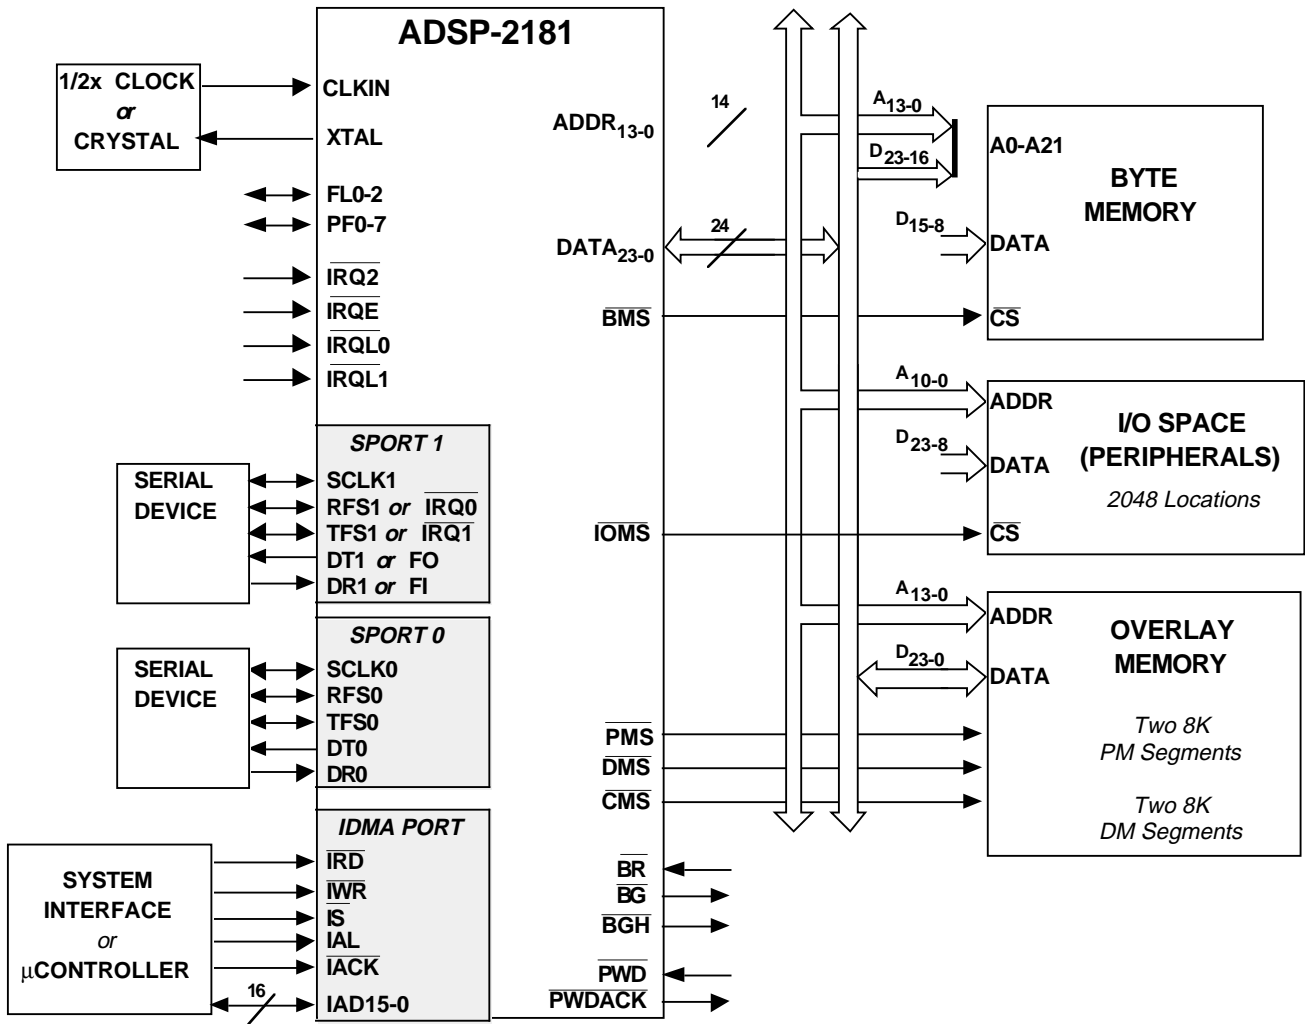 ADSP-2181
1/2x CLOCK
or
CRYSTAL
CLKIN
XTAL
FL0-2
PF0-7
IRQ2
IRQE
IRQL0
IRQL1
SPORT 1
SERIAL
DEVICE
SCLK1
RFS1 or IRQ0
TFS1 or IRQ1
DT1 or FO
DR1 or FI
SPORT 0
SERIAL
DEVICE
SCLK0
RFS0
TFS0
DT0
DR0
IDMA PORT
SYSTEM
INTERFACE
or
µCONTROLLER
IRD
IWR
IS
IAL
IACK
16
IAD15-0
ADDR13-0
14
DATA23-0
24
BMS
IOMS
PMS
DMS
CMS
BR
BG
BGH
PWD
PWDACK
A13-0
D23-16
D15-8
A0-A21
DATA
CS
BYTE
MEMORY
A10-0
D23-8
ADDR
DATA
CS
I/O SPACE
(PERIPHERALS)
2048 Locations
A13-0
D23-0
ADDR
DATA
OVERLAY
MEMORY
Two 8K
PM Segments
Two 8K
DM Segments